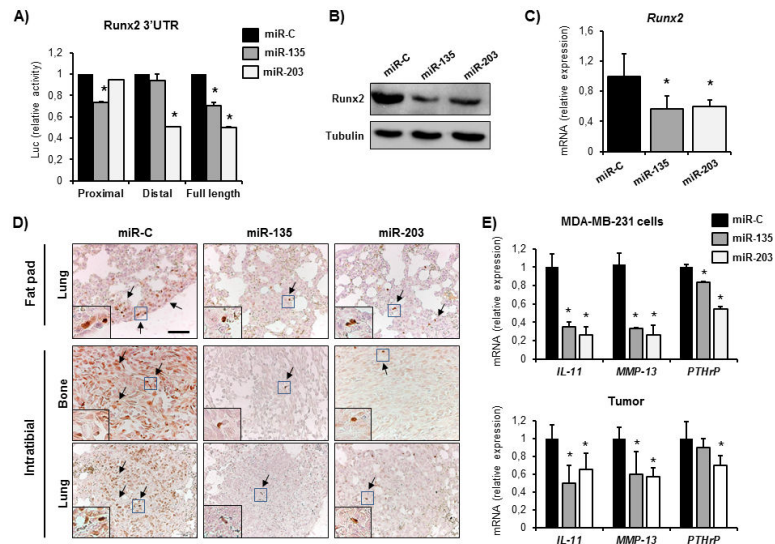 A)
Runx2 3'UTR
Luc (relative activity)
1,2
1
0,8
0,6
0,4
0,2
0
*
*
*
*
Proximal
Distal
Full length
miR-C
miR-135
miR-203
B)
miR-C
miR-135
miR-203
Runx2
Tubulin
C)
Runx2
mRNA (relative expression)
1,6
1,2
0,8
0,4
0
*
*
miR-C
miR-135
miR-203
D)
miR-C
miR-135
miR-203
Fat pad
Lung
Intratibial
Bone
Lung
E)
MDA-MB-231 cells
miR-C
miR-135
miR-203
mRNA (relative expression)
1,2
1
0,8
0,6
0,4
0,2
0
*
*
*
*
*
*
IL-11
MMP-13
PTHrP
Tumor
mRNA (relative expression)
1,2
1
0,8
0,6
0,4
0,2
0
*
*
*
*
*
IL-11
MMP-13
PTHrP